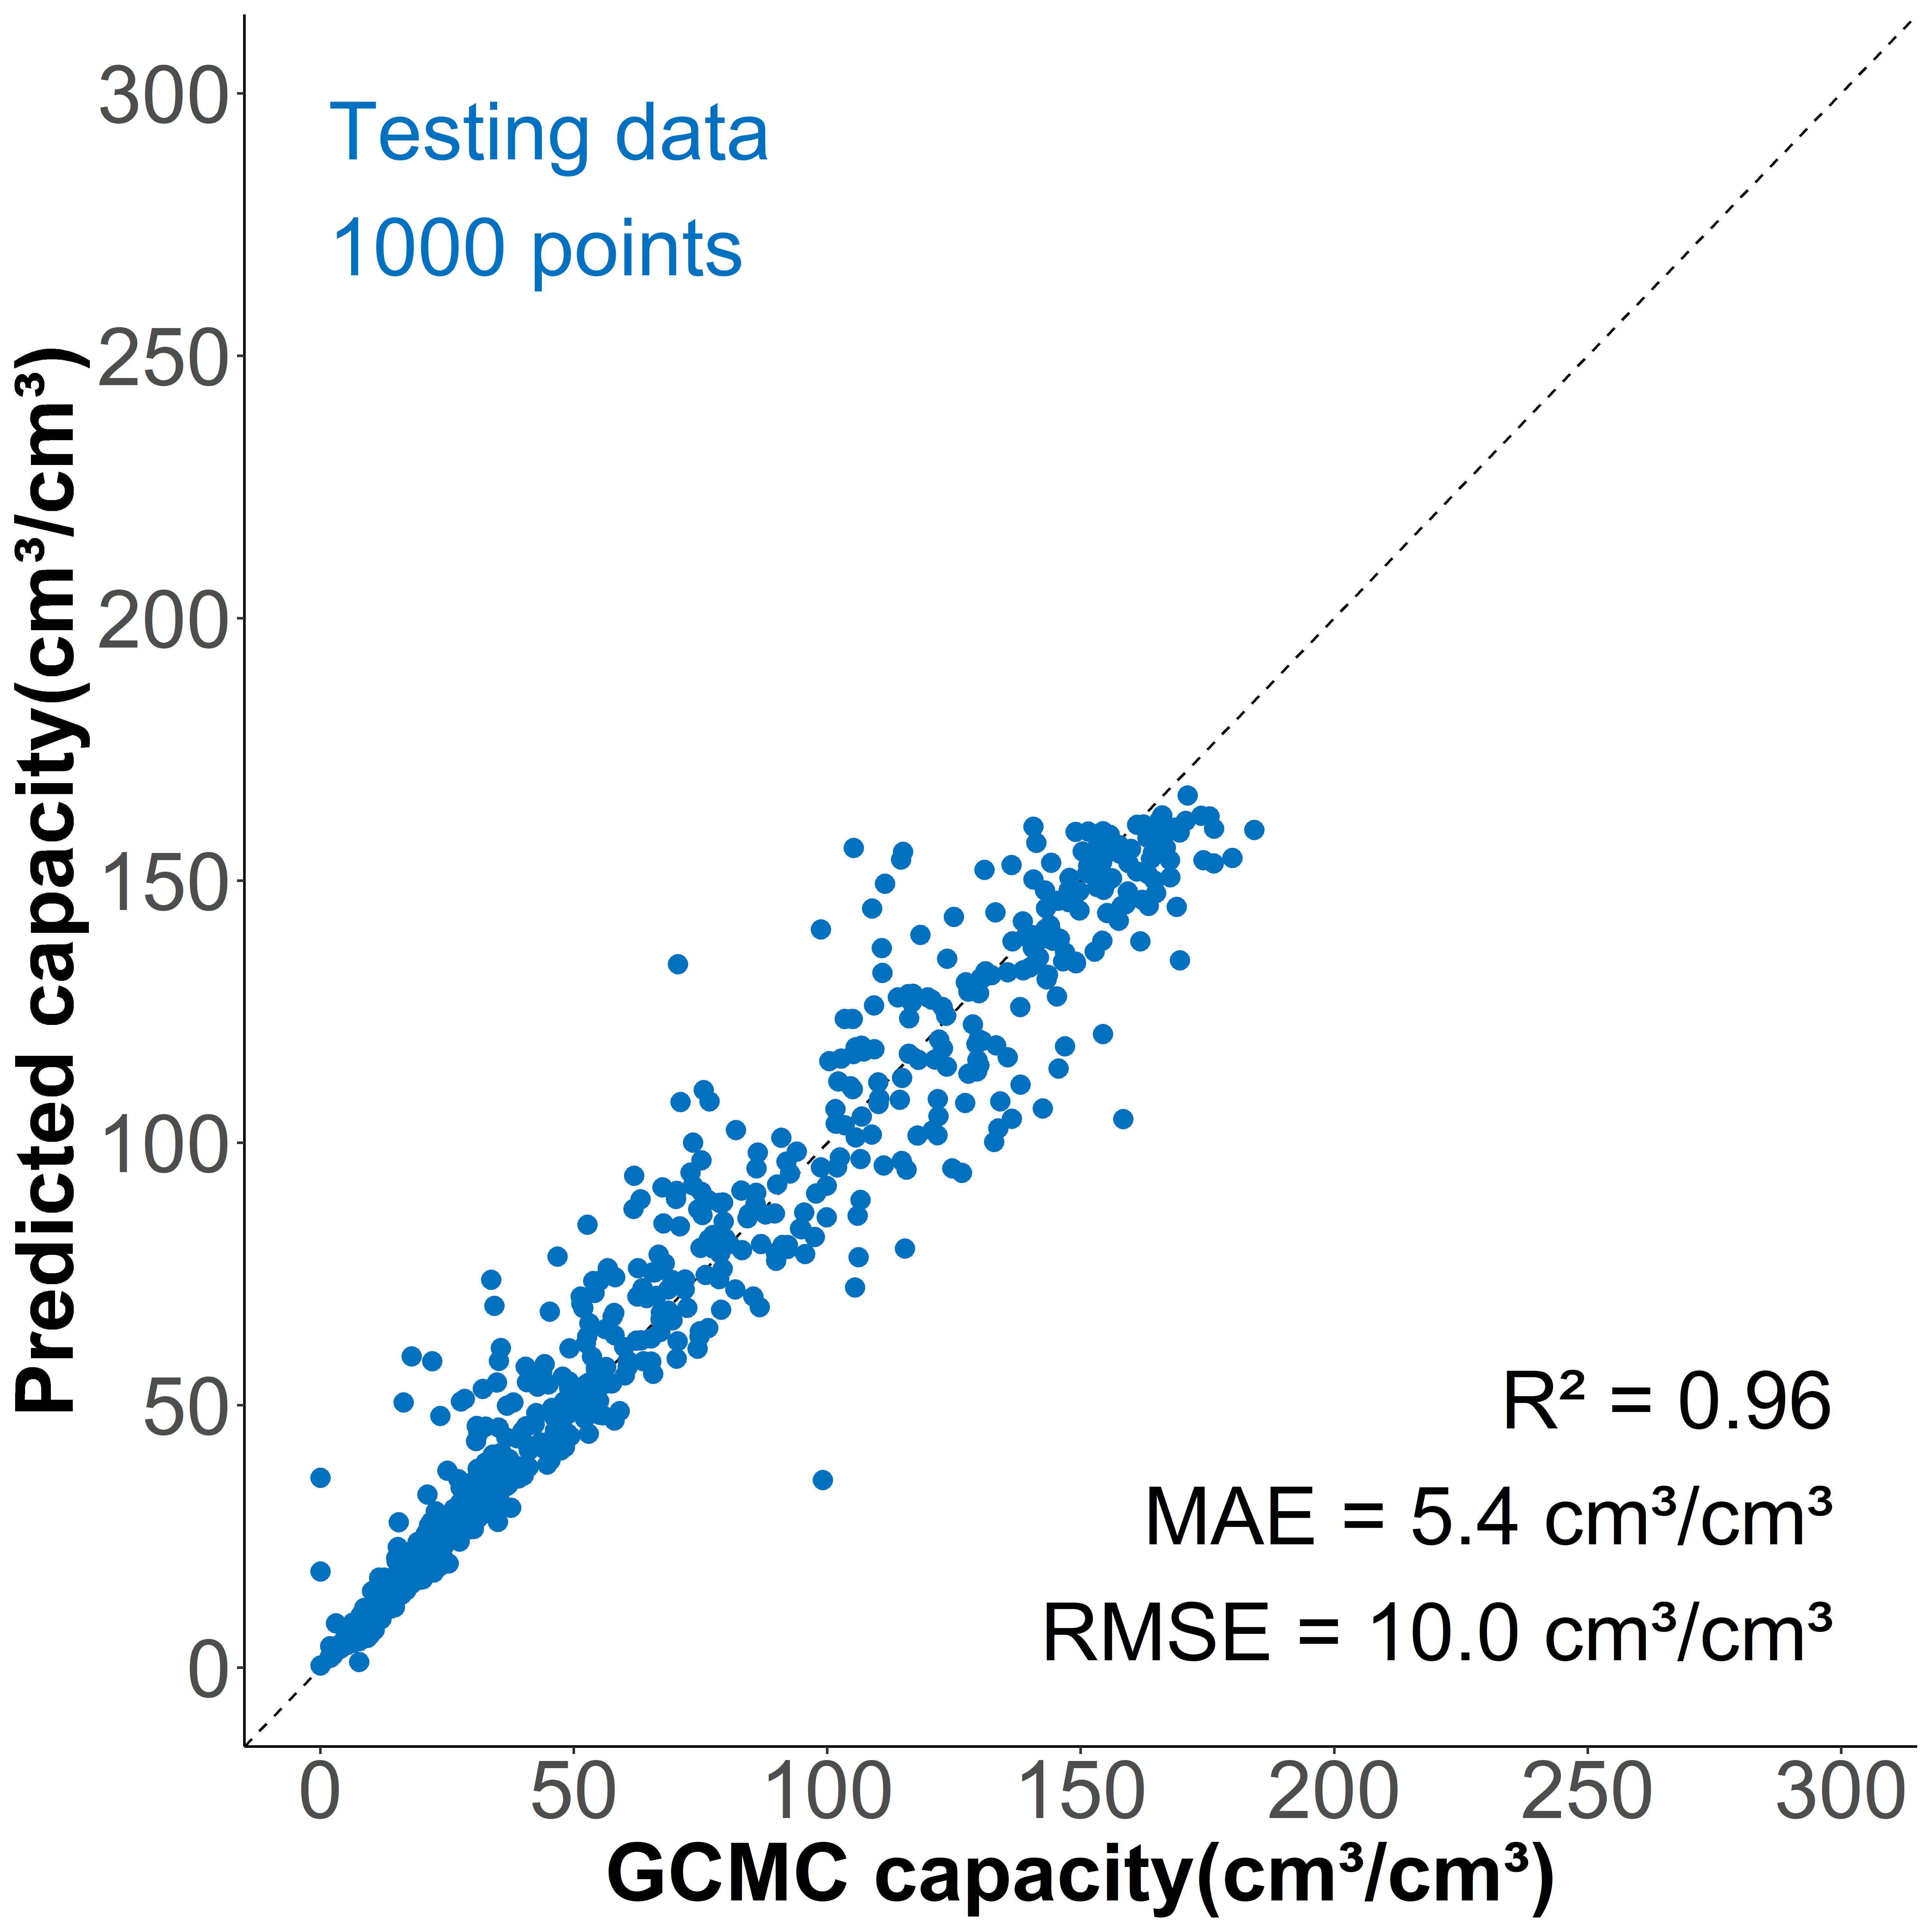 Testing data
1000 points
300
250
200
150
100
50
0
Predicted capacity(cm³/cm³)
R² = 0.96
MAE = 5.4 cm³/cm³
RMSE = 10.0 cm³/cm³
0 50 100 150 200 250 300
GCMC capacity(cm³/cm³)